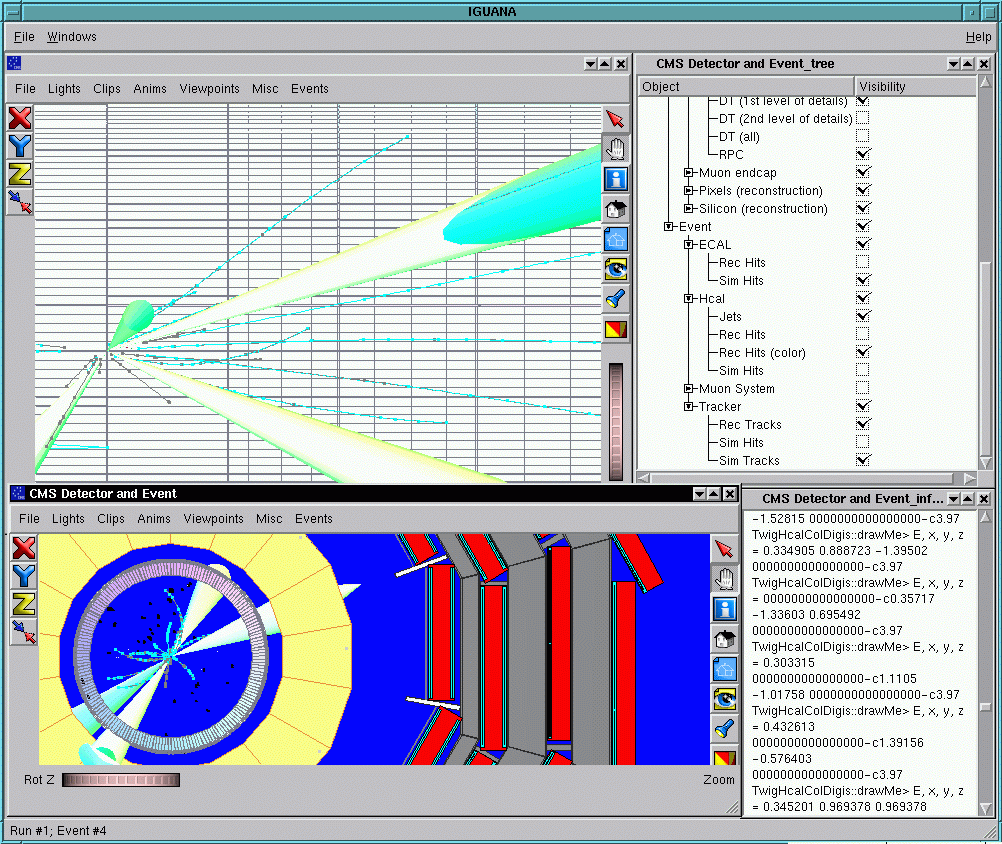 IGUANA
File Windows Help
File Lights Clips Anims Viewpoints Misc Events
X
Y
Z
CMS Detector and Event_tree
Object Visibility
DT (1st level of details)
DT (2nd level of details)
DT (all)
RPC
Muon endcap
Pixels (reconstruction)
Silicon (reconstruction)
Event
ECAL
Rec Hits
Sim Hits
Hcal
Jets
Rec Hits
Rec Hits (color)
Sim Hits
Muon System
Tracker
Rec Tracks
Sim Hits
Sim Tracks
CMS Detector and Event
File Lights Clips Anims Viewpoints Misc Events
X
Y
Z
Rot Z Zoom
CMS Detector and Event_inf...
-1.52815 0000000000000000-c3.97
TwigHcalColDigis::drawMe> E, x, y, z
= 0.334905 0.888723 -1.39502
0000000000000000-c3.97
TwigHcalColDigis::drawMe> E, x, y, z
= 0000000000000000-c0.35717
-1.33603 0.695492
0000000000000000-c3.97
TwigHcalColDigis::drawMe> E, x, y, z
= 0.303315
0000000000000000-c1.1105
-1.01758 0000000000000000-c3.97
TwigHcalColDigis::drawMe> E, x, y, z
= 0.432613
0000000000000000-c1.39156
-0.576403
0000000000000000-c3.97
TwigHcalColDigis::drawMe> E, x, y, z
= 0.345201 0.969378 0.969378
Run #1; Event #4